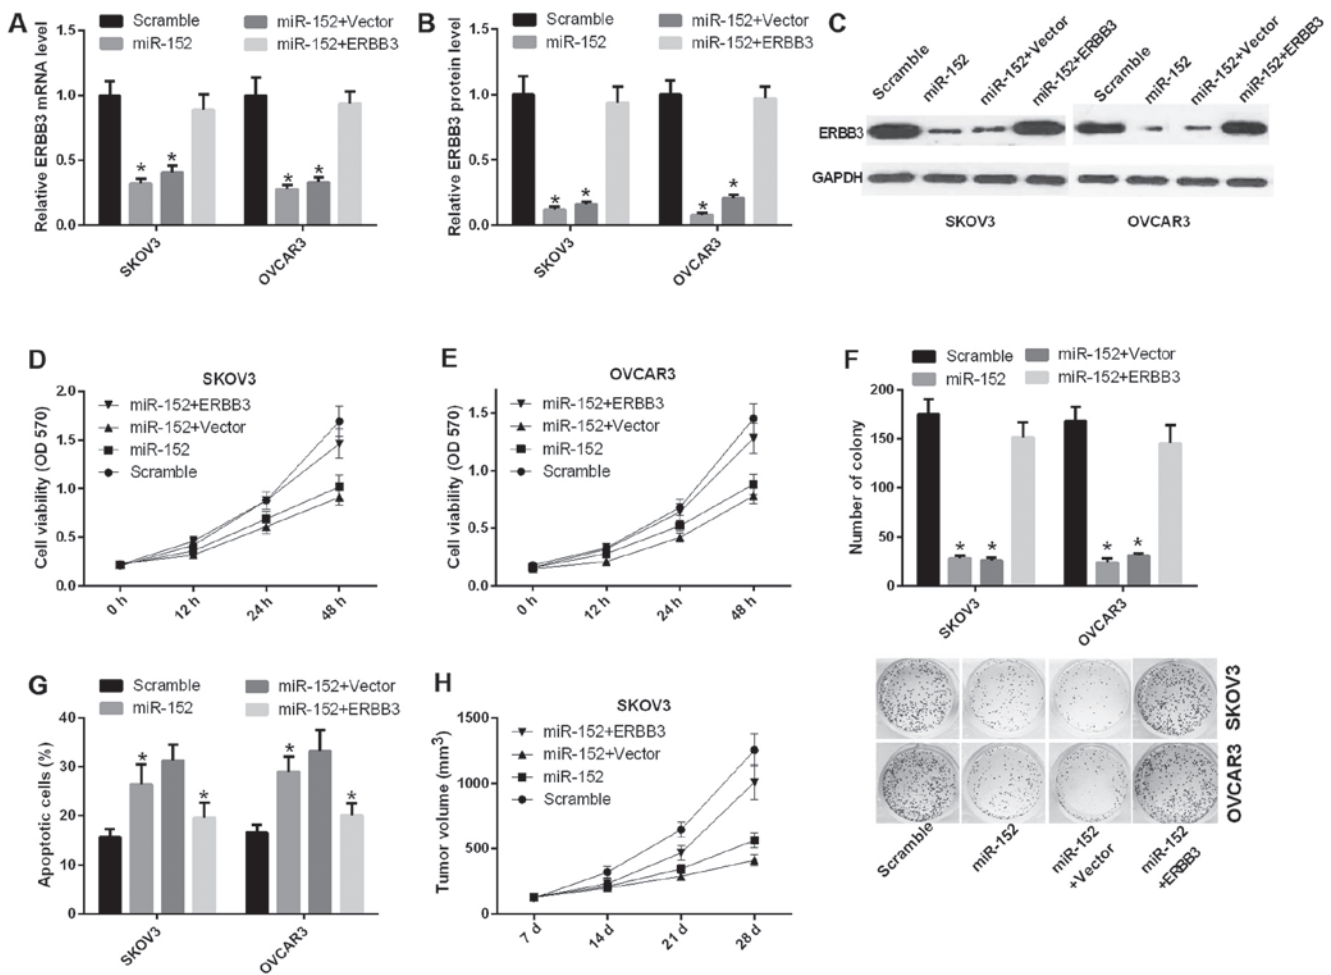 A
Scramble
miR-152
miR-152+Vector
miR-152+ERBB3
Relative ERBB3 mRNA level
1.5
1.0
0.5
0.0
*
*
*
*
SKOV3
OVCAR3
B
Scramble
miR-152
miR-152+Vector
miR-152+ERBB3
Relative ERBB3 protein level
1.5
1.0
0.5
0.0
*
*
*
*
SKOV3
OVCAR3
C
Scramble
miR-152
miR-152+Vector
miR-152+ERBB3
Scramble
miR-152
miR-152+Vector
miR-152+ERBB3
ERBB3
GAPDH
SKOV3
OVCAR3
D
SKOV3
miR-152+ERBB3
miR-152+Vector
miR-152
Scramble
Cell viability (OD 570)
2.0
1.5
1.0
0.5
0.0
0 h
12 h
24 h
48 h
E
OVCAR3
miR-152+ERBB3
miR-152+Vector
miR-152
Scramble
Cell viability (OD 570)
1.5
1.0
0.5
0.0
0 h
12 h
24 h
48 h
F
Scramble
miR-152
miR-152+Vector
miR-152+ERBB3
Number of colony
200
150
100
50
0
*
*
*
*
SKOV3
OVCAR3
SKOV3
OVCAR3
Scramble
miR-152
miR-152
+Vector
miR-152
+ERBB3
G
Scramble
miR-152
miR-152+Vector
miR-152+ERBB3
Apoptotic cells (%)
40
30
20
10
0
*
*
*
*
SKOV3
OVCAR3
H
SKOV3
miR-152+ERBB3
miR-152+Vector
miR-152
Scramble
Tumor volume (mm³)
1500
1000
500
0
7 d
14 d
21 d
28 d